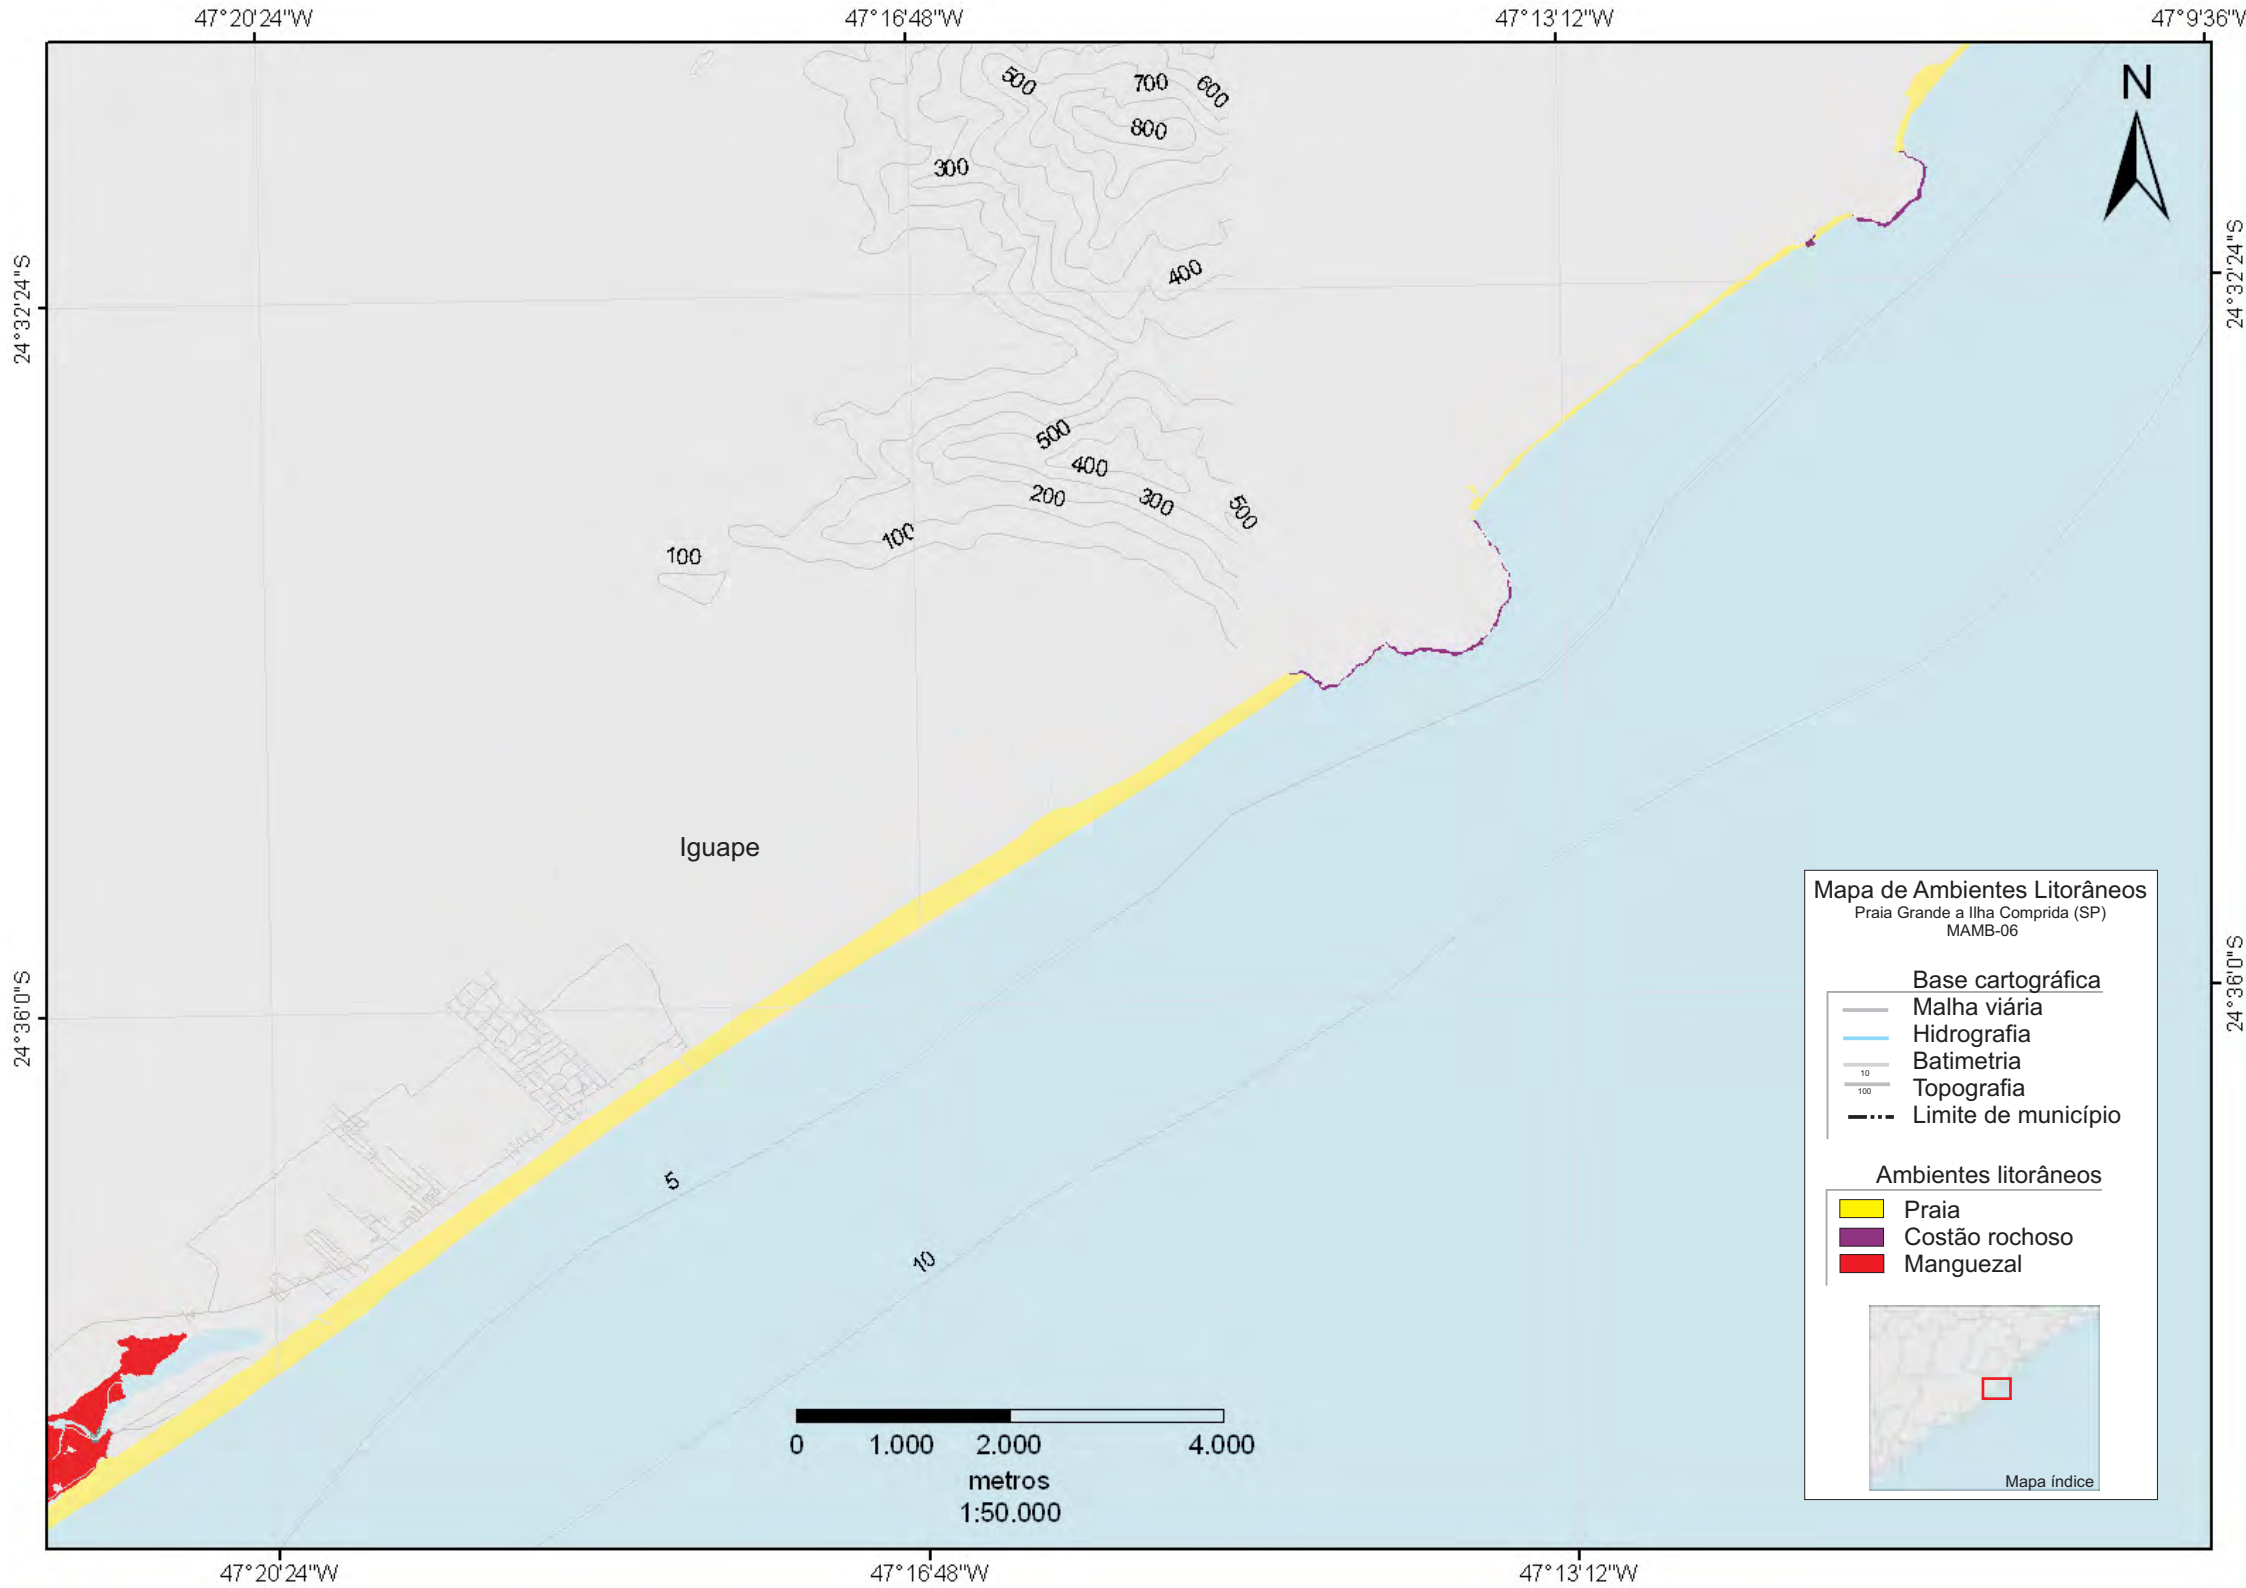 47°20'24"W
47°16'48"W
47°13'12"W
47°9'36"W
N
500
700
600
800
300
400
24°32'24"S
24°32'24"S
500
400
200
300
500
100
100
Iguape
24°36'0"S
24°36'0"S
5
10
Mapa de Ambientes Litorâneos
Praia Grande a Ilha Comprida (SP)
MAMB-06
Base cartográfica
Malha viária
Hidrografia
Batimetria
10
Topografia
100
Limite de município
Ambientes litorâneos
Praia
Costão rochoso
Manguezal
Mapa índice
0 1.000 2.000 4.000
metros
1:50.000
47°20'24"W
47°16'48"W
47°13'12"W